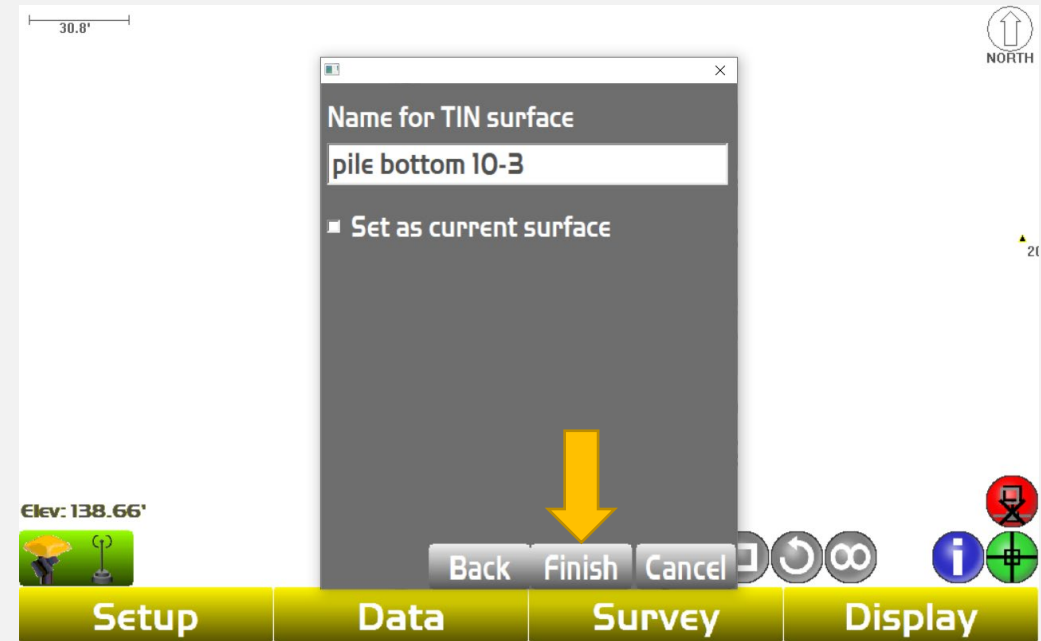 30.8'
NORTH
Name for TIN surface
pile bottom 10-3
Set as current surface
Elev: 138.66'
Back Finish Cancel
Setup Data Survey Display